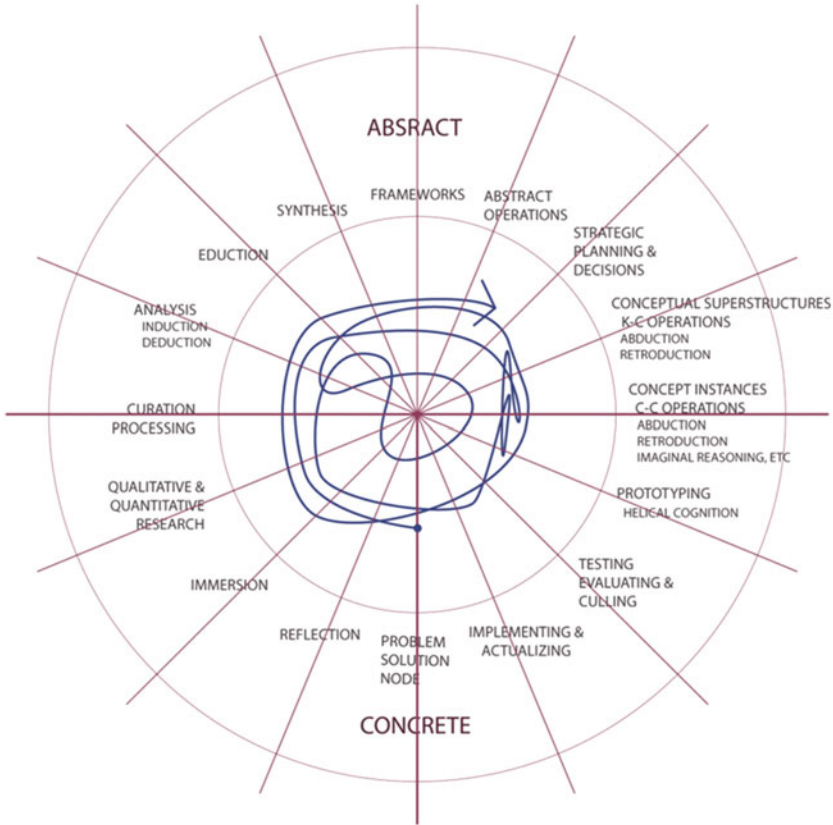 ABSRACT
FRAMEWORKS
ABSTRACT
OPERATIONS
STRATEGIC
PLANNING &
DECISIONS
CONCEPTUAL SUPERSTRUCTURES
K-C OPERATIONS
ABDUCTION
RETRODUCTION
CONCEPT INSTANCES
C-C OPERATIONS
ABDUCTION
RETRODUCTION
IMAGINAL REASONING, ETC
PROTOTYPING
HELICAL COGNITION
TESTING
EVALUATING &
CULLING
IMPLEMENTING &
ACTUALIZING
PROBLEM
SOLUTION
NODE
CONCRETE
REFLECTION
IMMERSION
QUALITATIVE &
QUANTITATIVE
RESEARCH
CURATION
PROCESSING
ANALYSIS
INDUCTION
DEDUCTION
EDUCTION
SYNTHESIS